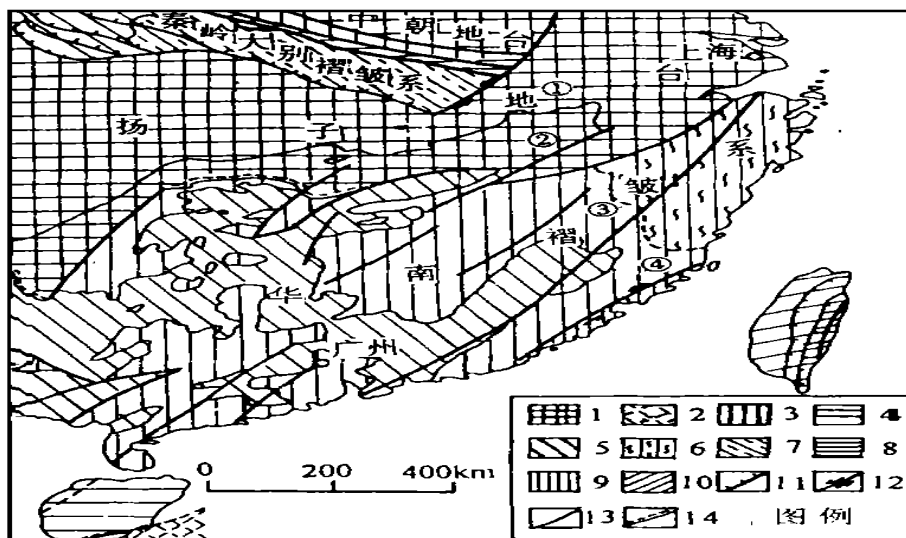 中朝地台
秦岭大别褶皱系
上海
扬子地台
①
②
③
④
华南褶皱系
广州
0 200 400km
1 2 3 4
5 6 7 8
9 10 11 12
13 14 图例